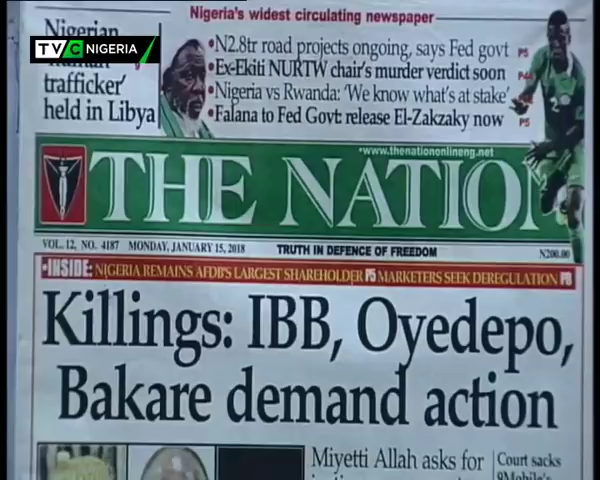 Nigeria's widest circulating newspaper
TVC NIGERIA
Nigerian
trafficker'
held in Libya
•N2.8tr road projects ongoing, says Fed govt P5
•Ex-Ekiti NURTW chair's murder verdict soon
•Nigeria vs Rwanda: 'We know what's at stake'
•Falana to Fed Govt: release El-Zakzaky now P5
•www.thenationonlineng.net
THE NATION
VOL. 12, NO. 4187 MONDAY, JANUARY 15, 2018 TRUTH IN DEFENCE OF FREEDOM N200.00
•INSIDE: NIGERIA REMAINS AFDB'S LARGEST SHAREHOLDER P5 MARKETERS SEEK DEREGULATION P8
Killings: IBB, Oyedepo,
Bakare demand action
Miyetti Allah asks for
Court sacks